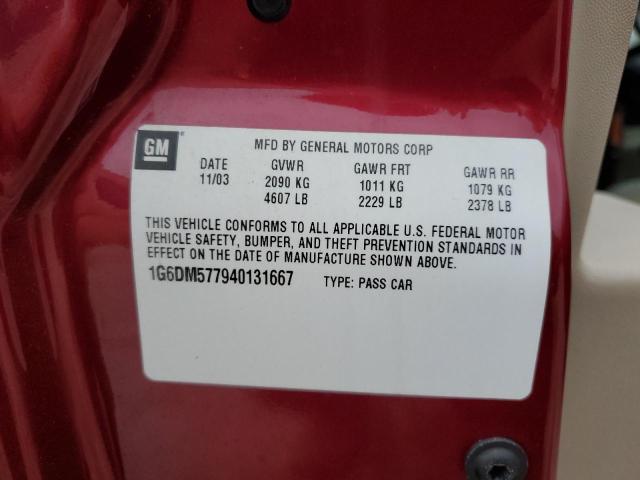 GM
MFD BY GENERAL MOTORS CORP
DATE GVWR GAWR FRT GAWR RR
11/03 2090 KG 1011 KG 1079 KG
4607 LB 2229 LB 2378 LB
THIS VEHICLE CONFORMS TO ALL APPLICABLE U.S. FEDERAL MOTOR
VEHICLE SAFETY, BUMPER, AND THEFT PREVENTION STANDARDS IN
EFFECT ON THE DATE OF MANUFACTURE SHOWN ABOVE.
1G6DM577940131667 TYPE: PASS CAR